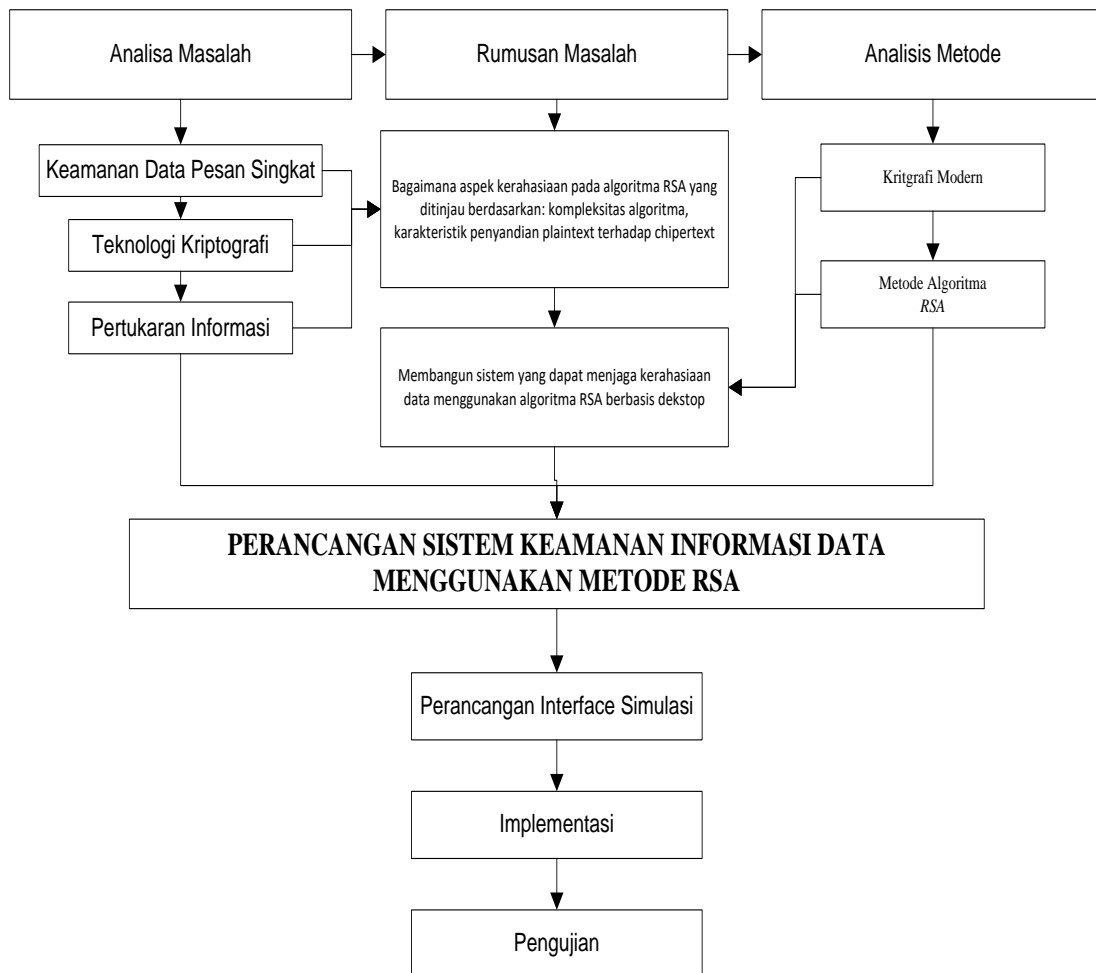 Analisa Masalah
Rumusan Masalah
Analisis Metode
Keamanan Data Pesan Singkat
Teknologi Kriptografi
Pertukaran Informasi
Bagaimana aspek kerahasiaan pada algoritma RSA yang
ditinjau berdasarkan: kompleksitas algoritma,
karakteristik penyandian plaintext terhadap chipertext
Membangun sistem yang dapat menjaga kerahasiaan
data menggunakan algoritma RSA berbasis dekstop
Kritgrafi Modern
Metode Algoritma
RSA
PERANCANGAN SISTEM KEAMANAN INFORMASI DATA
MENGGUNAKAN METODE RSA
Perancangan Interface Simulasi
Implementasi
Pengujian